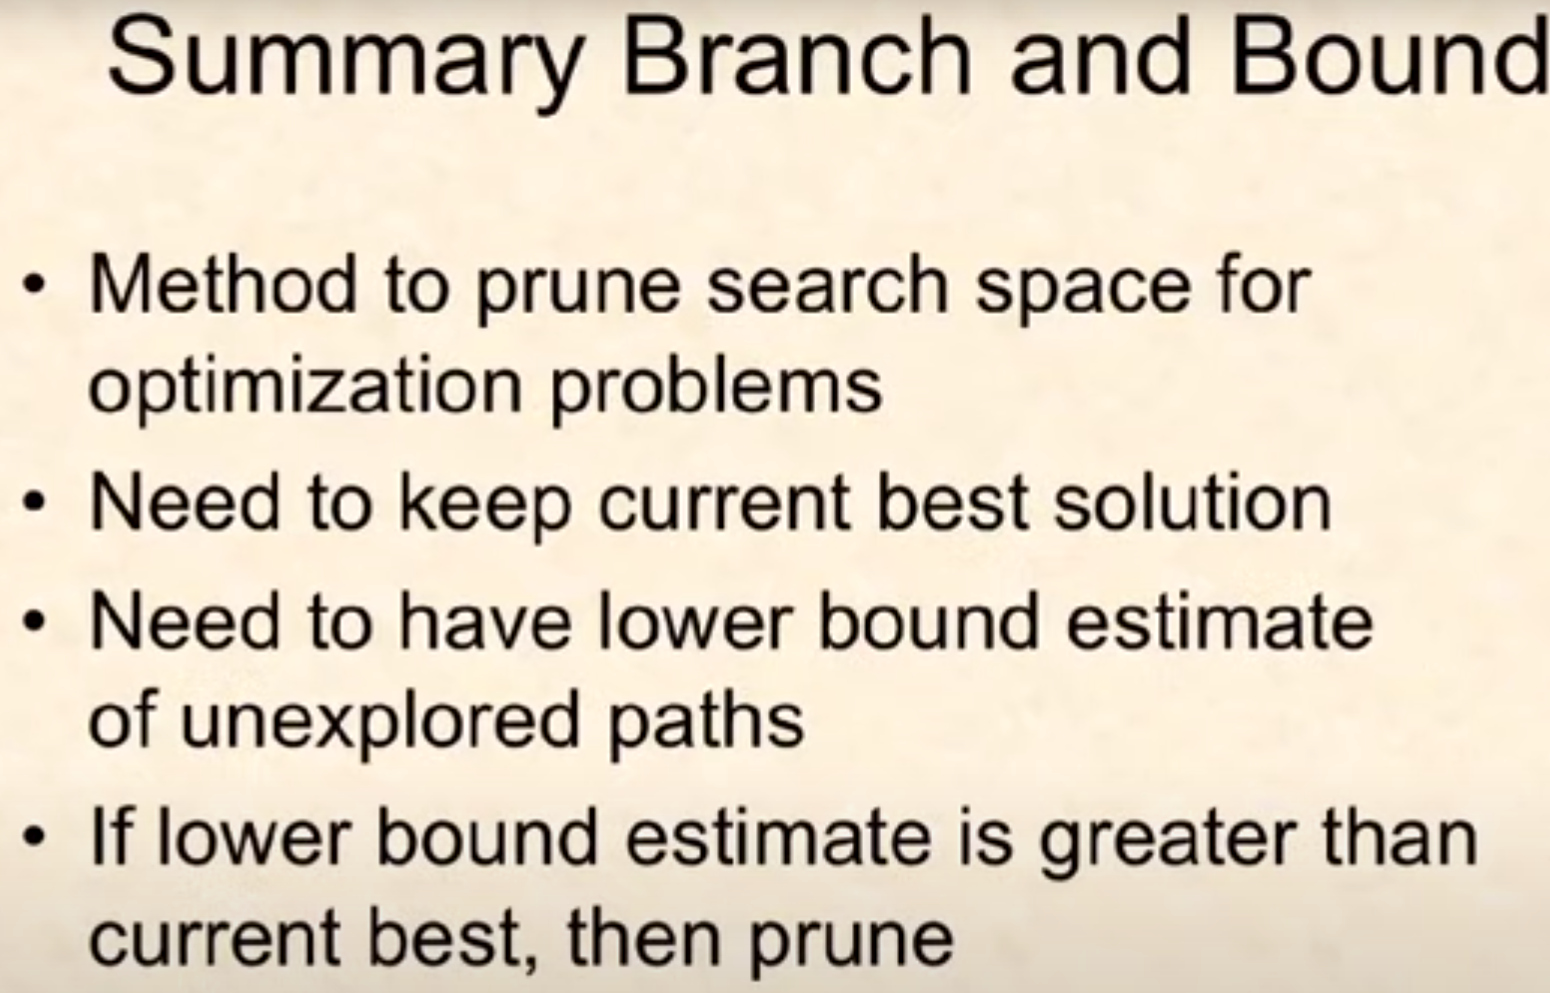 Summary Branch and Bound
• Method to prune search space for
optimization problems
• Need to keep current best solution
• Need to have lower bound estimate
of unexplored paths
• If lower bound estimate is greater than
current best, then prune